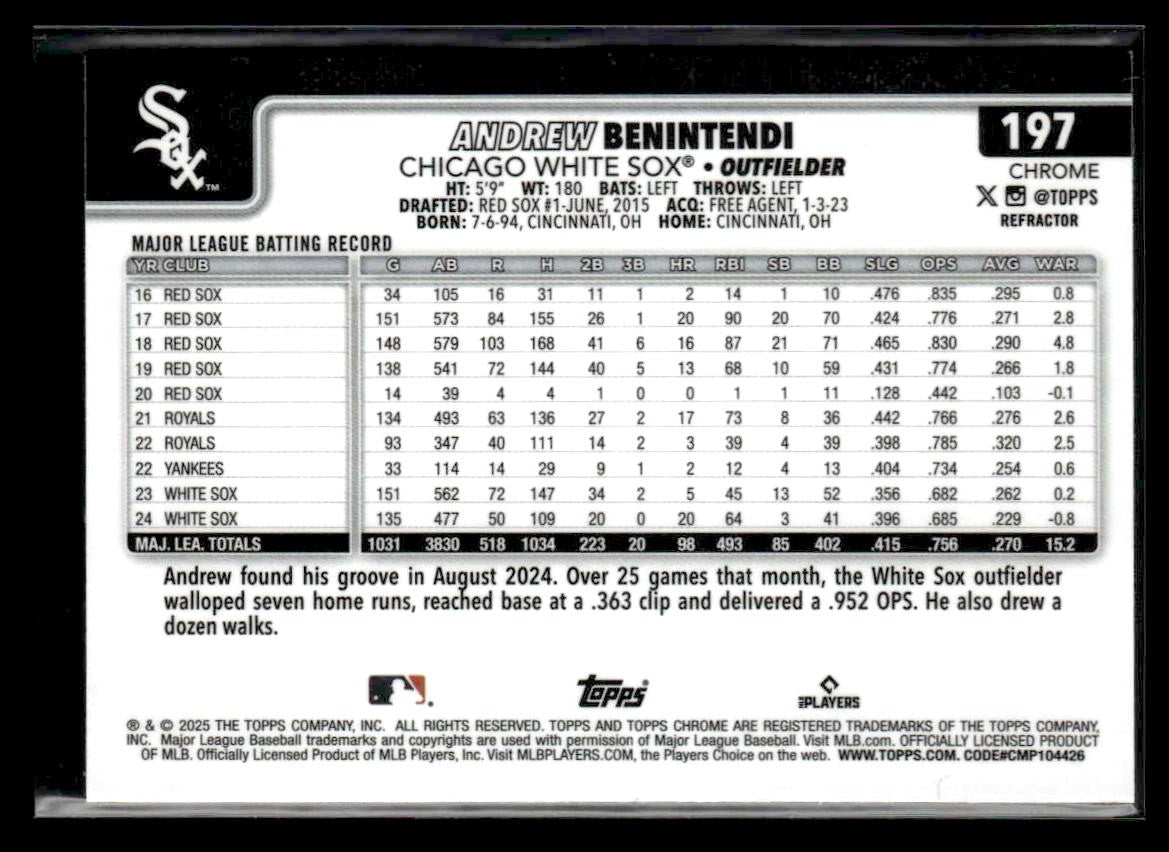 Sox
TM
ANDREW BENINTENDI
197
CHICAGO WHITE SOX® • OUTFIELDER
CHROME
HT: 5'9" WT: 180 BATS: LEFT THROWS: LEFT
X @TOPPS
DRAFTED: RED SOX #1-JUNE, 2015 ACQ: FREE AGENT, 1-3-23
REFRACTOR
BORN: 7-6-94, CINCINNATI, OH HOME: CINCINNATI, OH
MAJOR LEAGUE BATTING RECORD
YR CLUB G AB R H 2B 3B HR RBI SB BB SLG OPS AVG WAR
16 RED SOX 34 105 16 31 11 1 2 14 1 10 .476 .835 .295 0.8
17 RED SOX 151 573 84 155 26 1 20 90 20 70 .424 .776 .271 2.8
18 RED SOX 148 579 103 168 41 6 16 87 21 71 .465 .830 .290 4.8
19 RED SOX 138 541 72 144 40 5 13 68 10 59 .431 .774 .266 1.8
20 RED SOX 14 39 4 4 1 0 0 1 1 11 .128 .442 .103 -0.1
21 ROYALS 134 493 63 136 27 2 17 73 8 36 .442 .766 .276 2.6
22 ROYALS 93 347 40 111 14 2 3 39 4 39 .398 .785 .320 2.5
22 YANKEES 33 114 14 29 9 1 2 12 4 13 .404 .734 .254 0.6
23 WHITE SOX 151 562 72 147 34 2 5 45 13 52 .356 .682 .262 0.2
24 WHITE SOX 135 477 50 109 20 0 20 64 3 41 .396 .685 .229 -0.8
MAJ. LEA. TOTALS 1031 3830 518 1034 223 20 98 493 85 402 .415 .756 .270 15.2
Andrew found his groove in August 2024. Over 25 games that month, the White Sox outfielder
walloped seven home runs, reached base at a .363 clip and delivered a .952 OPS. He also drew a
dozen walks.
Topps
MLB PLAYERS
® & © 2025 THE TOPPS COMPANY, INC. ALL RIGHTS RESERVED. TOPPS AND TOPPS CHROME ARE REGISTERED TRADEMARKS OF THE TOPPS COMPANY,
INC. Major League Baseball trademarks and copyrights are used with permission of Major League Baseball. Visit MLB.com. OFFICIALLY LICENSED PRODUCT
OF MLB. Officially Licensed Product of MLB Players, Inc. Visit MLBPLAYERS.COM, the Players Choice on the web. WWW.TOPPS.COM. CODE#CMP104426